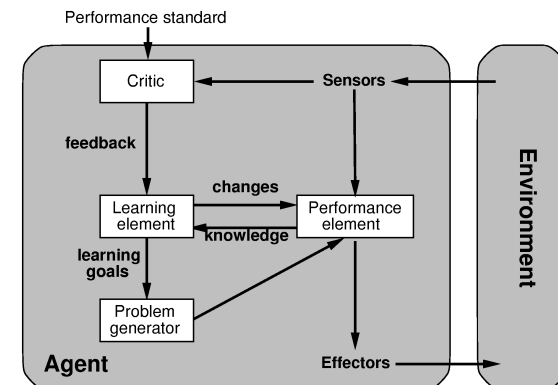 Performance standard
Critic
Sensors
feedback
Environment
changes
Learning
element
Performance
element
knowledge
learning
goals
Problem
generator
Agent
Effectors